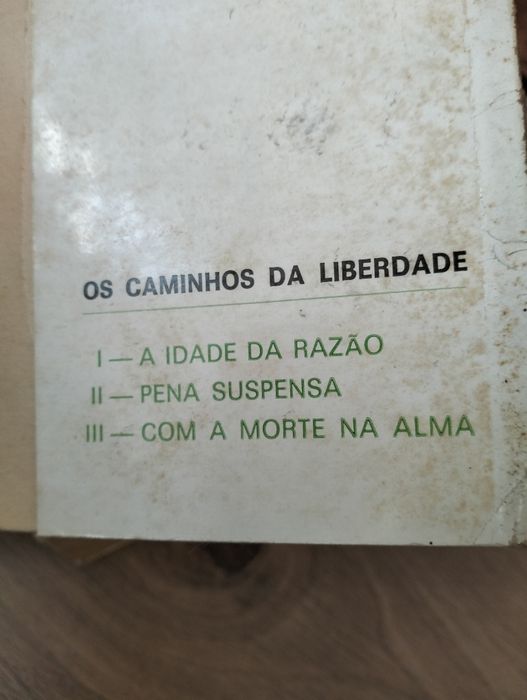 OS CAMINHOS DA LIBERDADE
I — A IDADE DA RAZÃO
II — PENA SUSPENSA
III — COM A MORTE NA ALMA